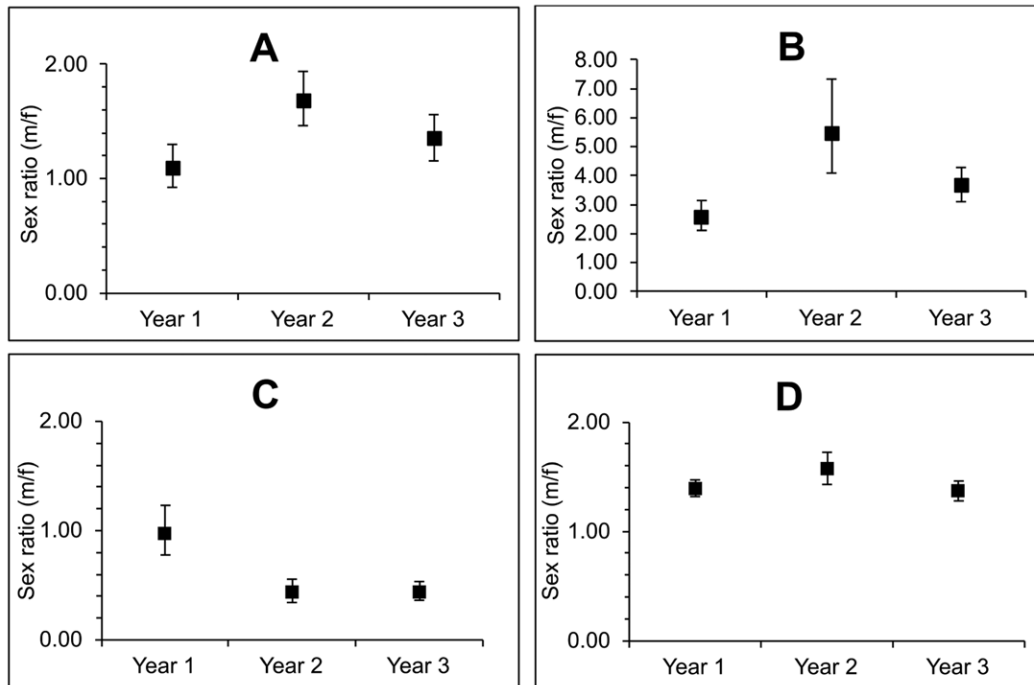 A
Sex ratio (m/f)
2.00
1.00
0.00
Year 1
Year 2
Year 3
B
Sex ratio (m/f)
8.00
7.00
6.00
5.00
4.00
3.00
2.00
1.00
0.00
Year 1
Year 2
Year 3
C
Sex ratio (m/f)
2.00
1.00
0.00
Year 1
Year 2
Year 3
D
Sex ratio (m/f)
2.00
1.00
0.00
Year 1
Year 2
Year 3